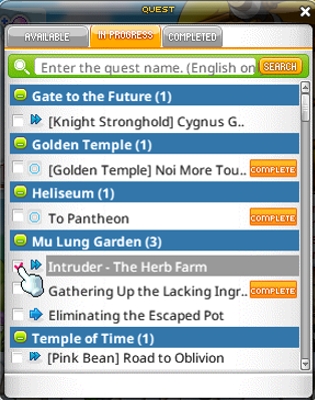 QUEST
AVAILABLE
IN PROGRESS
COMPLETED
Enter the quest name. (English on
SEARCH
Gate to the Future (1)
[Knight Stronghold] Cygnus G..
Golden Temple (1)
[Golden Temple] Noi More Tou.. COMPLETE
Heliseum (1)
To Pantheon COMPLETE
Mu Lung Garden (3)
Intruder - The Herb Farm
Gathering Up the Lacking Ingr.. COMPLETE
Eliminating the Escaped Pot
Temple of Time (1)
[Pink Bean] Road to Oblivion